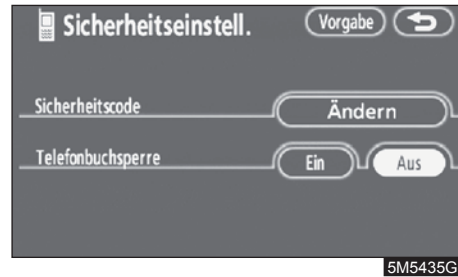 Sicherheitseinstell. Vorgabe
Sicherheitscode Ändern
Telefonbuchsperre Ein Aus
5M5435G